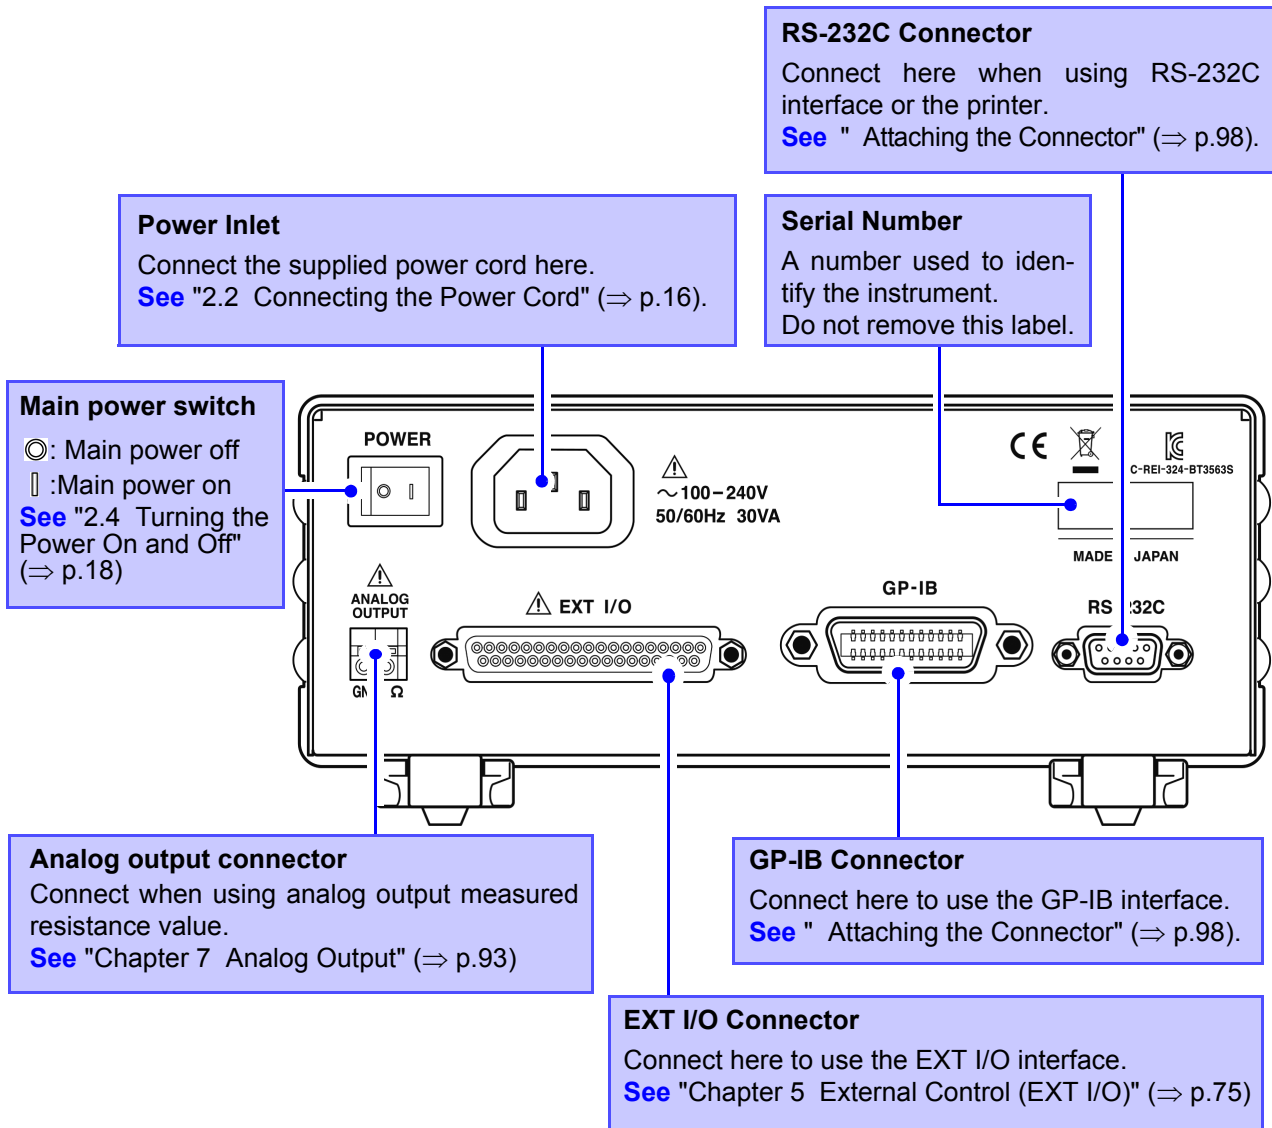 RS-232C Connector
Connect here when using RS-232C
interface or the printer.
See " Attaching the Connector" (⇒ p.98).
Power Inlet
Connect the supplied power cord here.
See "2.2 Connecting the Power Cord" (⇒ p.16).
Serial Number
A number used to iden-
tify the instrument.
Do not remove this label.
Main power switch
: Main power off
:Main power on
See "2.4 Turning the
Power On and Off"
(⇒ p.18)
POWER
~100-240V
50/60Hz 30VA
CE
C-REI-324-BT3563S
MADE JAPAN
ANALOG
OUTPUT
EXT I/O
GP-IB
RS 232C
GN Ω
Analog output connector
Connect when using analog output measured
resistance value.
See "Chapter 7 Analog Output" (⇒ p.93)
GP-IB Connector
Connect here to use the GP-IB interface.
See " Attaching the Connector" (⇒ p.98).
EXT I/O Connector
Connect here to use the EXT I/O interface.
See "Chapter 5 External Control (EXT I/O)" (⇒ p.75)